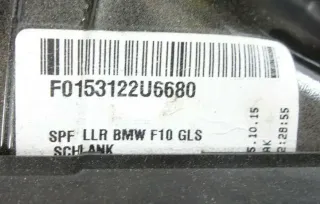 F0153122U6680
SPF LLR BMW F10 GLS
SCHLANK
5.10.15
2:28:55